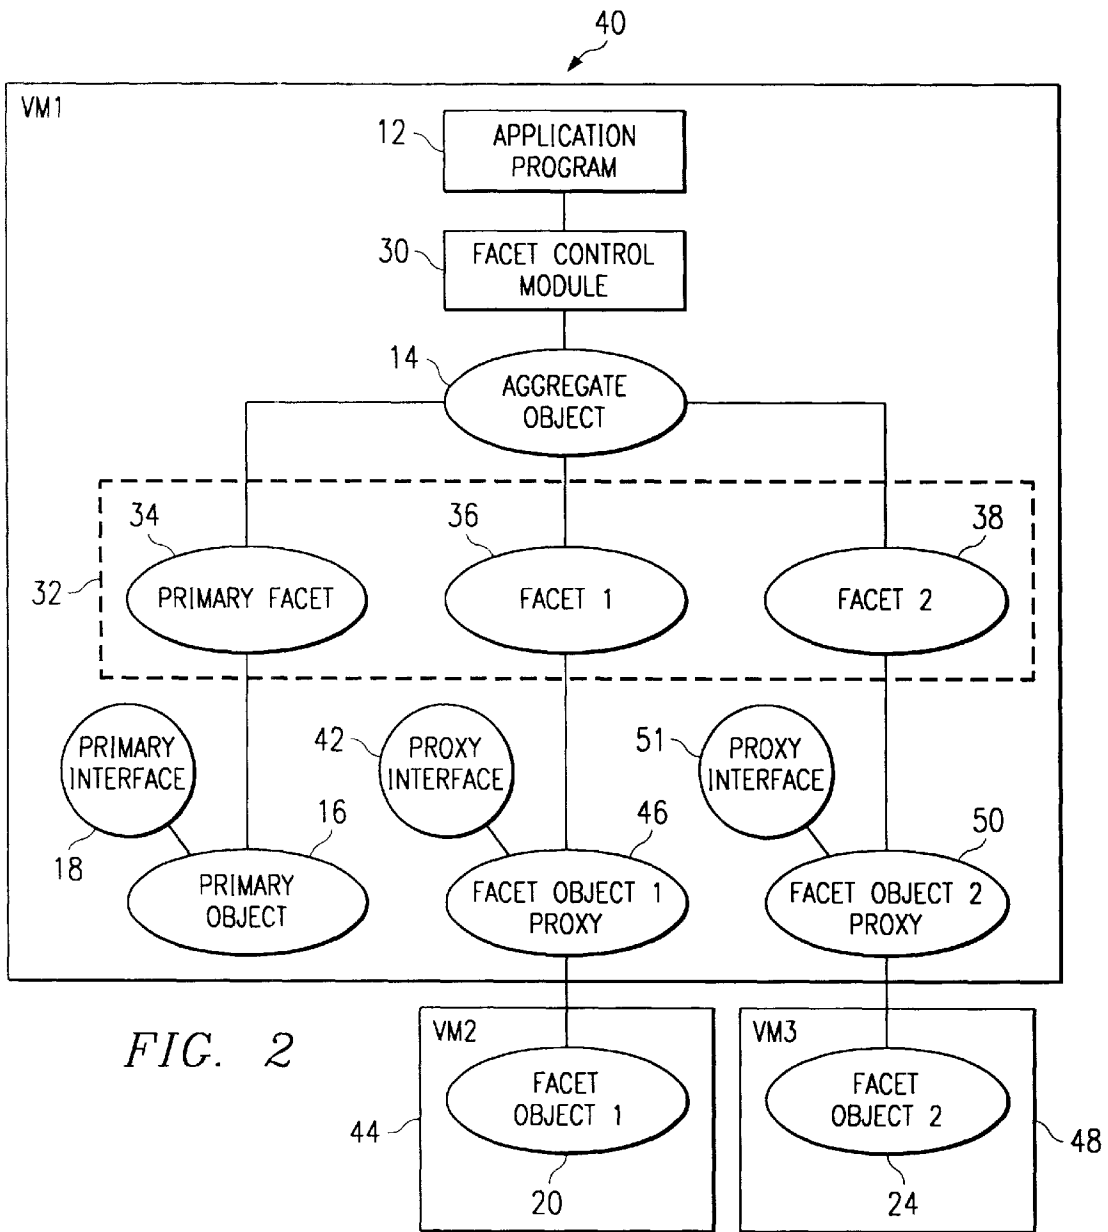 40
VM1
12
APPLICATION
PROGRAM
30
FACET CONTROL
MODULE
14
AGGREGATE
OBJECT
34
36
38
32
PRIMARY FACET
FACET 1
FACET 2
PRIMARY
INTERFACE
42
PROXY
INTERFACE
51
PROXY
INTERFACE
18
16
46
50
PRIMARY
OBJECT
FACET OBJECT 1
PROXY
FACET OBJECT 2
PROXY
FIG. 2
VM2
FACET
OBJECT 1
44
20
VM3
FACET
OBJECT 2
48
24